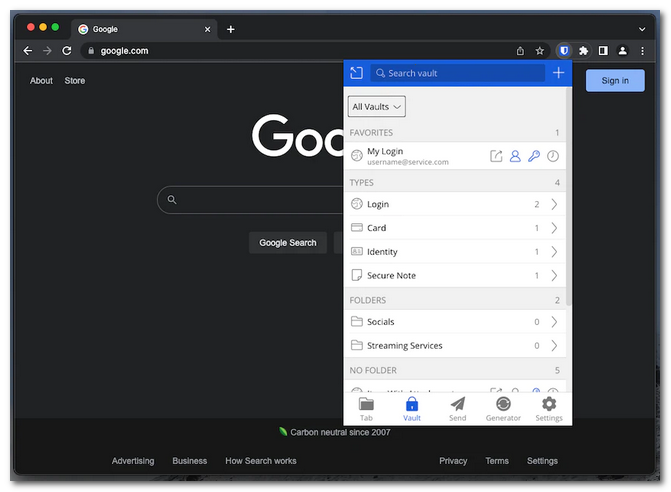 Google
google.com
About
Store
Sign in
Goo
Google Search
Search vault
All Vaults
FAVORITES 1
My Login
username@service.com
TYPES 4
Login 2
Card 1
Identity 1
Secure Note 1
FOLDERS 2
Socials 0
Streaming Services 0
NO FOLDER 5
Tab
Vault
Send
Generator
Settings
Carbon neutral since 2007
Advertising
Business
How Search works
Privacy
Terms
Settings